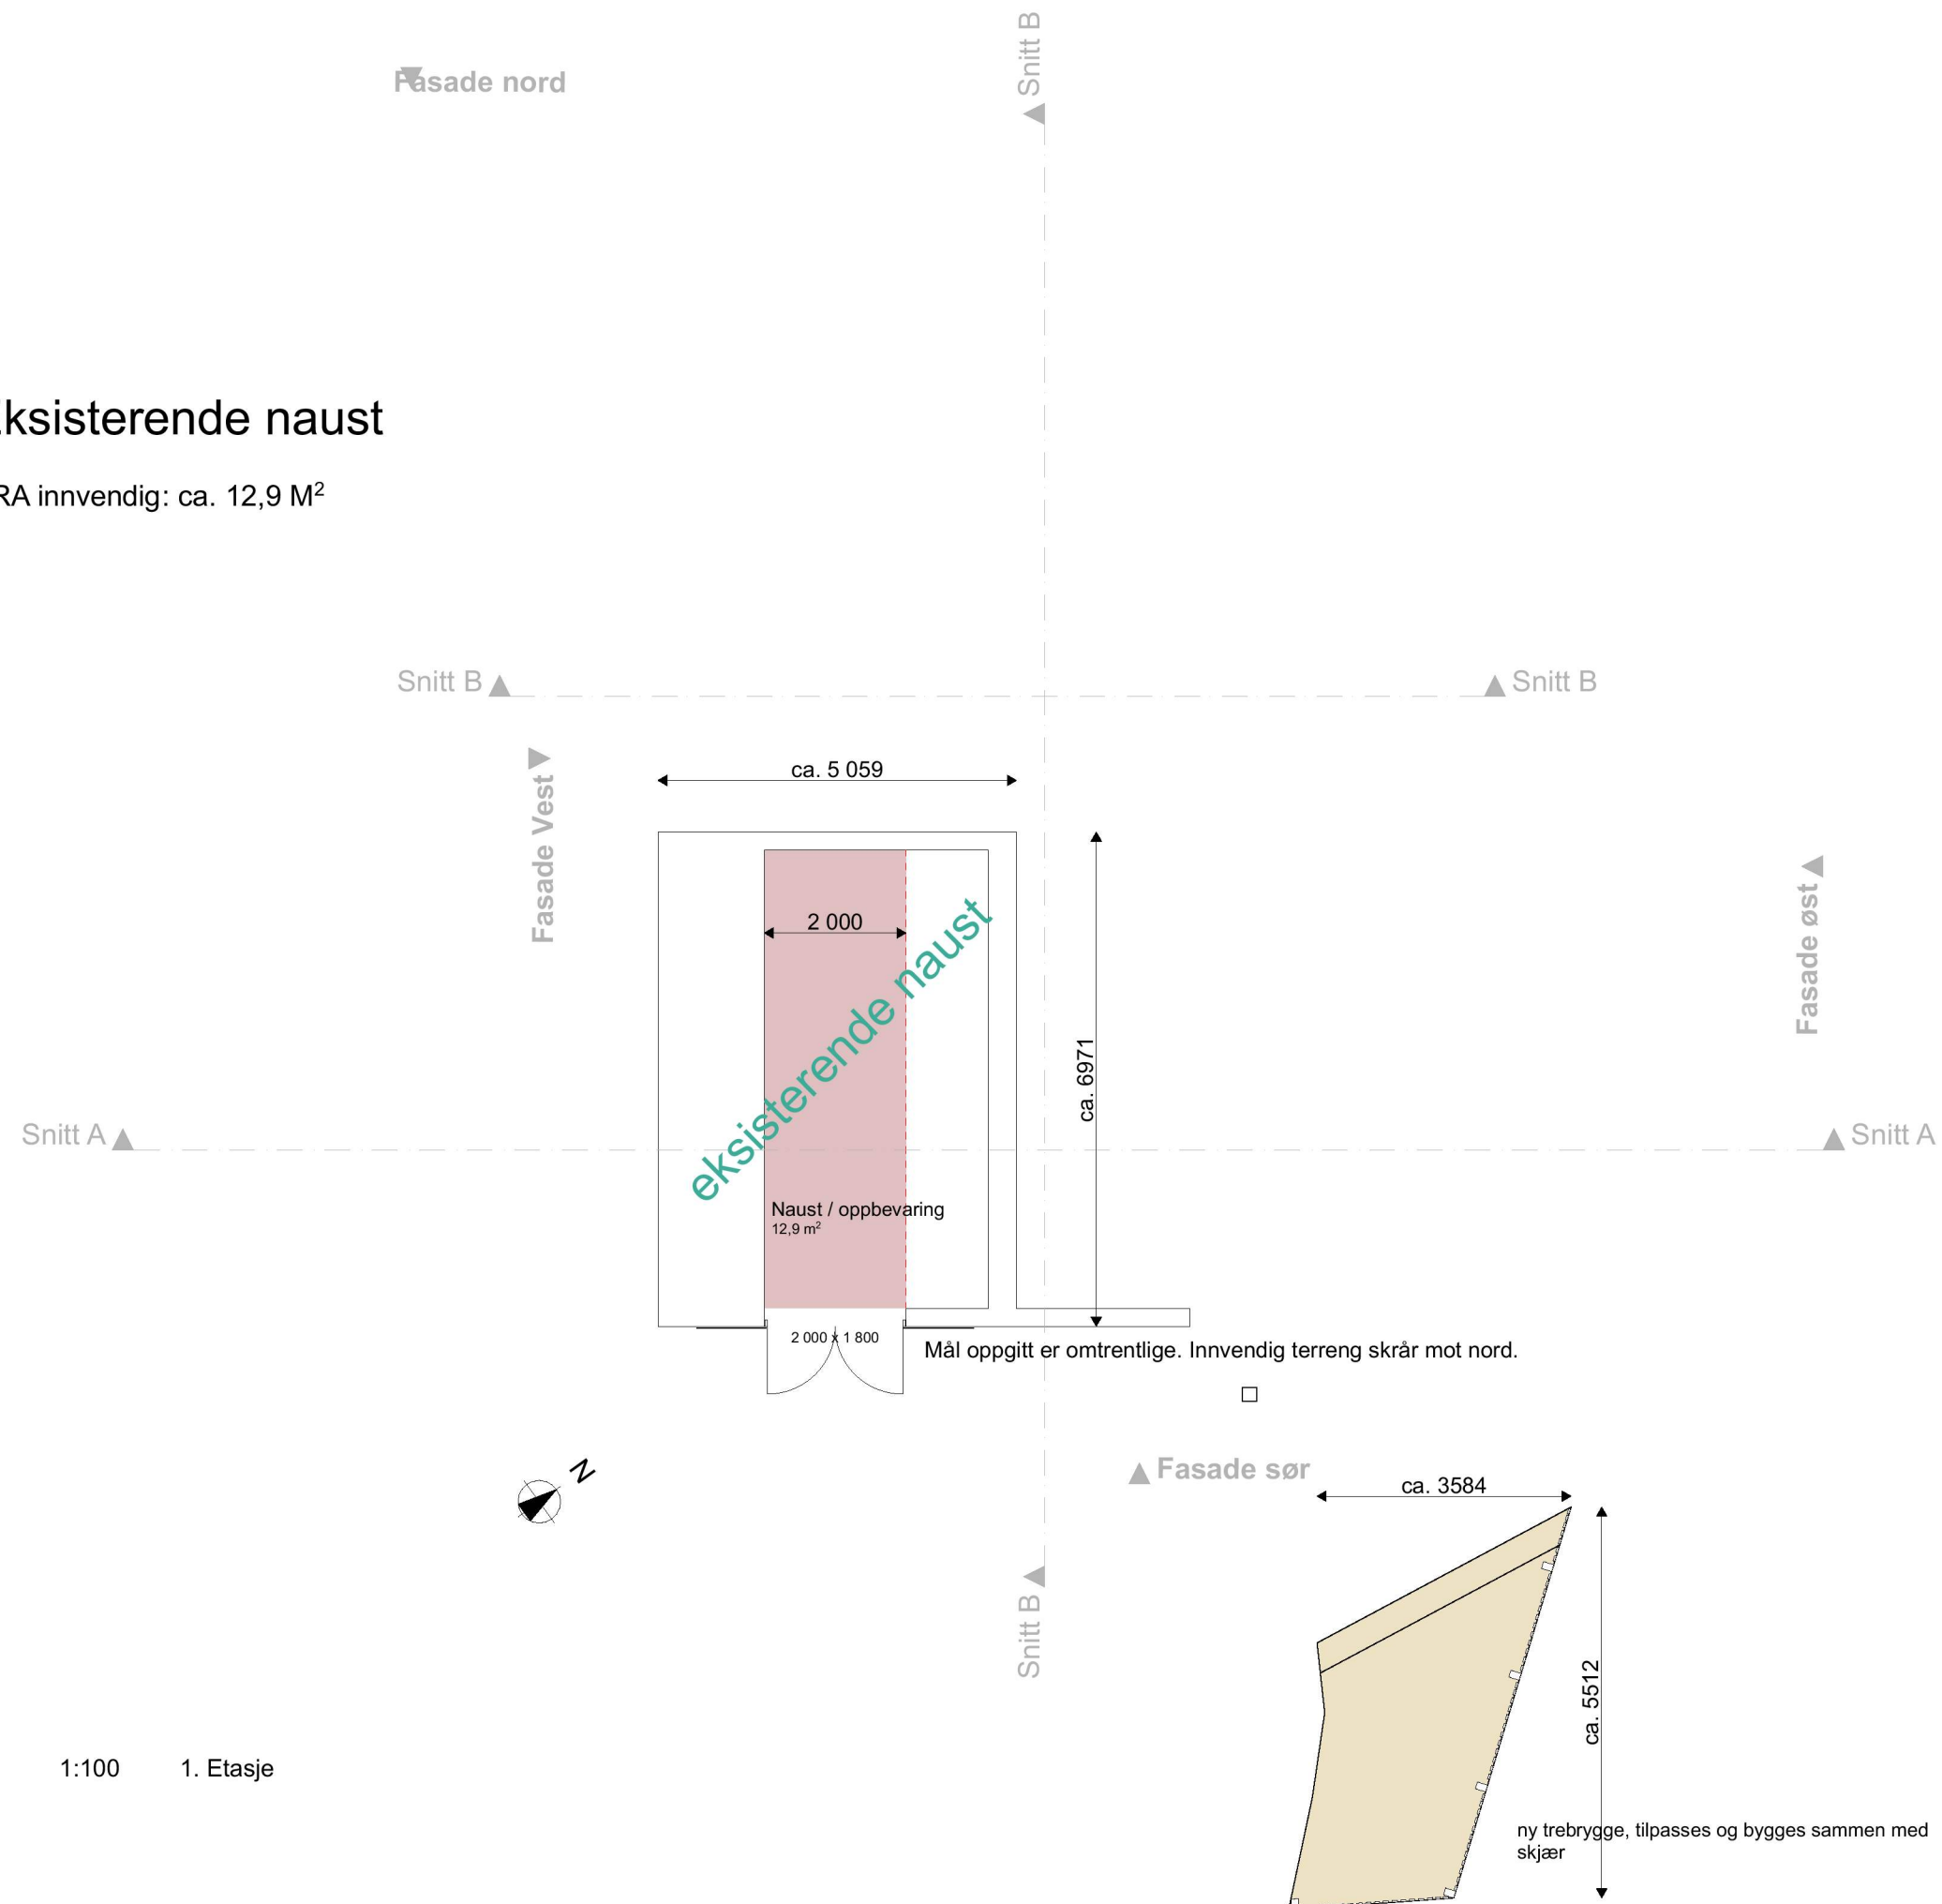 Snitt B
Fasade nord
ksisterende naust
RA innvendig: ca. 12,9 M²
Snitt B
Snitt B
ca. 5 059
Fasade Vest
Fasade øst
2 000
eksisterende naust
ca. 6971
Snitt A
Snitt A
Naust / oppbevaring
12,9 m²
2 000 x 1 800
Mål oppgitt er omtrentlige. Innvendig terreng skrår mot nord.
N
Fasade sør
ca. 3584
Snitt B
ca. 5512
1:100 1. Etasje
ny trebrygge, tilpasses og bygges sammen med
skjær